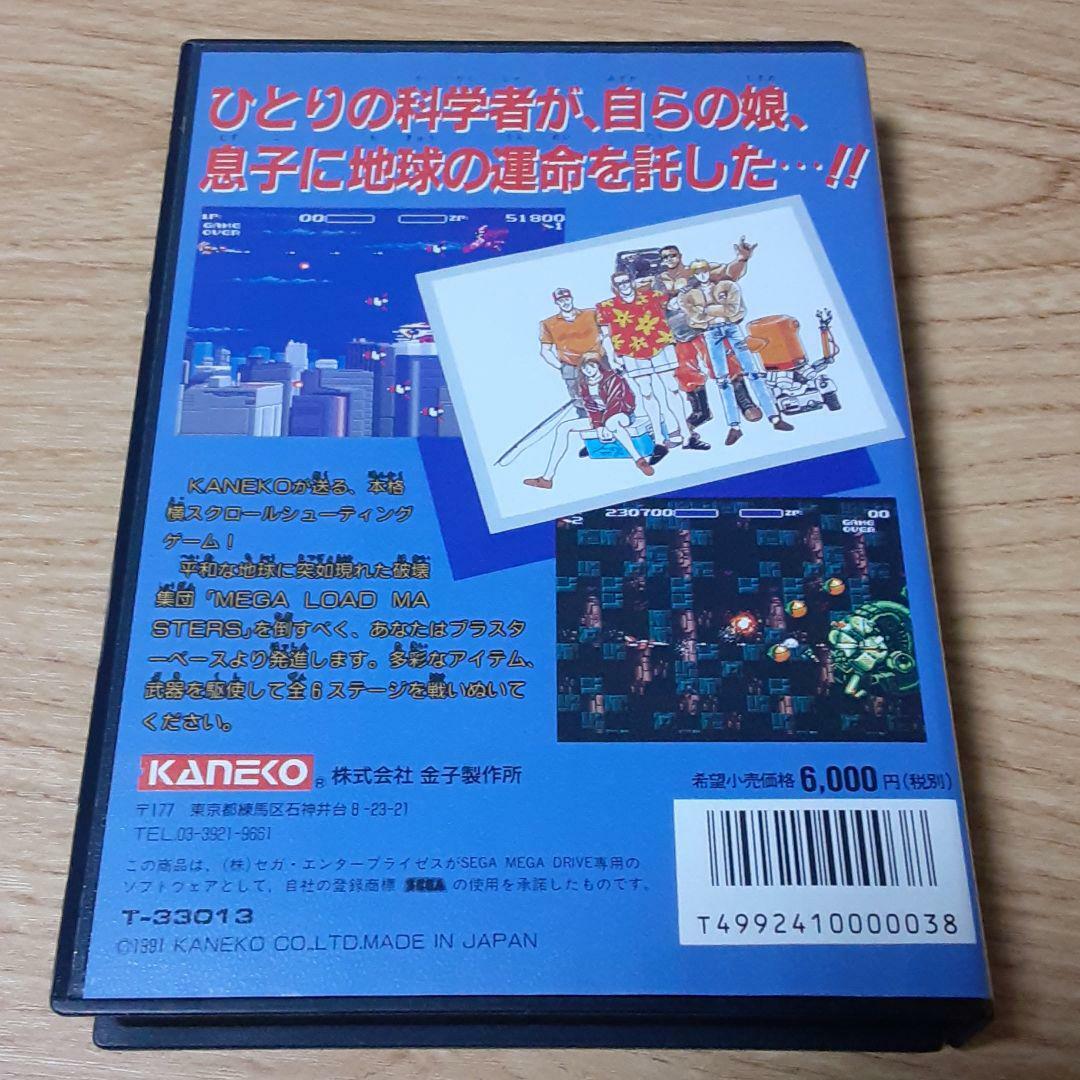 ひとりの科学者が、自らの娘、
息子に地球の運命を託した…!!
1P: 00 ZP: 51800
GAME
OVER
1
230700 ZP: 00
2
GAME
OVER
KANEKOが送る、本格
横スクロールシューティング
ゲーム!
平和な地球に突如現れた破壊
集団「MEGA LOAD MA
STERS」を倒すべく、あなたはブラスタ
ーベースより発進します。多彩なアイテム、
武器を駆使して全6ステージを戦いぬいて
ください。
KANEKO® 株式会社 金子製作所
〒177 東京都練馬区石神井台8-23-21
TEL.03-3921-9661
希望小売価格 6,000円(税別)
この商品は、(株)セガ・エンタープライゼスがSEGA MEGA DRIVE専用の
ソフトウェアとして、自社の登録商標 SEGA の使用を承諾したものです。
T-33013
©1991 KANEKO CO.,LTD.MADE IN JAPAN
T4992410000038